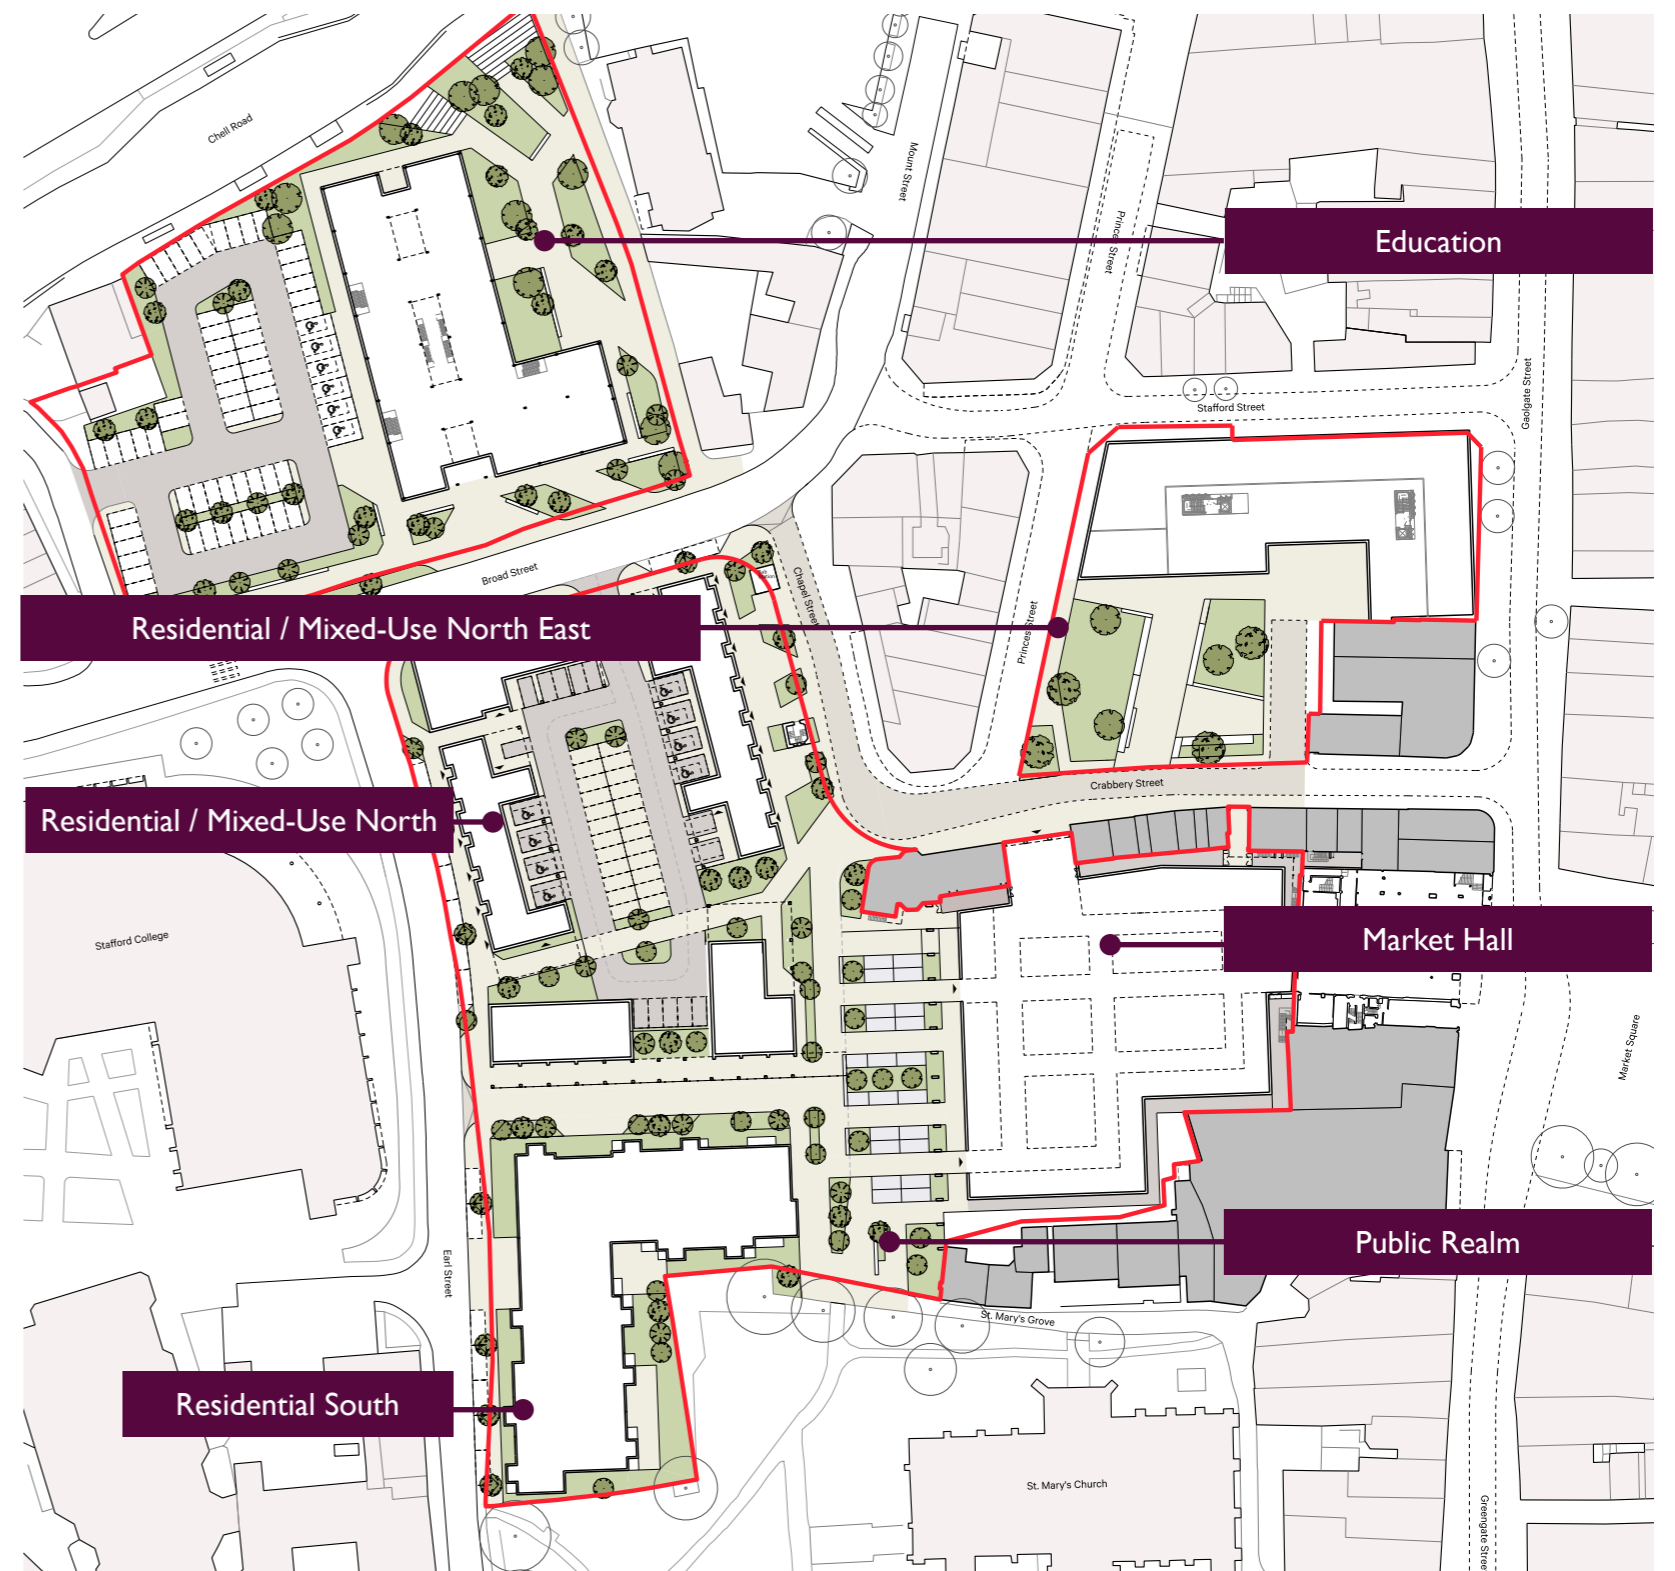 Chell Road
Mount Street
Princes Street
Education
Gaolgate Street
Stafford Street
Broad Street
Chapel Street
Residential / Mixed-Use North East
Princes Street
Crabbery Street
Residential / Mixed-Use North
Stafford College
Market Hall
Market Square
Public Realm
Earl Street
St. Mary's Grove
Residential South
St. Mary's Church
Greengate Stree